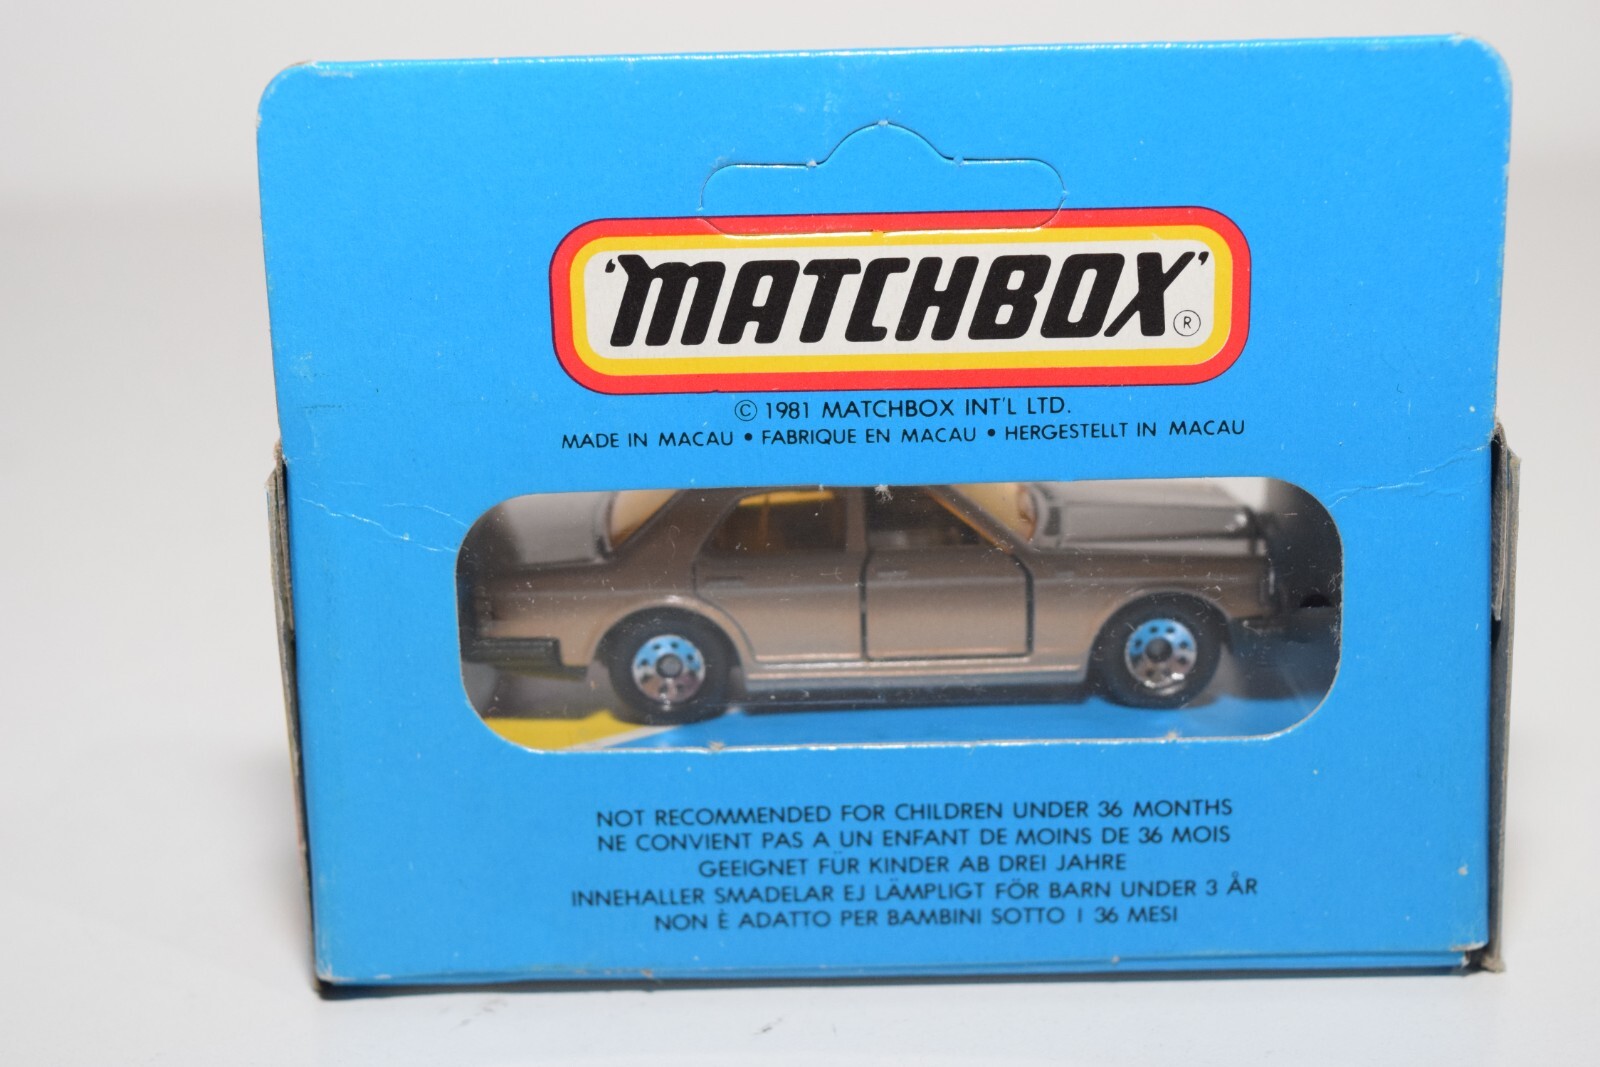 'MATCHBOX' ®
© 1981 MATCHBOX INT'L LTD.
MADE IN MACAU • FABRIQUE EN MACAU • HERGESTELLT IN MACAU
NOT RECOMMENDED FOR CHILDREN UNDER 36 MONTHS
NE CONVIENT PAS A UN ENFANT DE MOINS DE 36 MOIS
GEEIGNET FÜR KINDER AB DREI JAHRE
INNEHALLER SMADELAR EJ LÄMPLIGT FÖR BARN UNDER 3 ÅR
NON È ADATTO PER BAMBINI SOTTO I 36 MESI